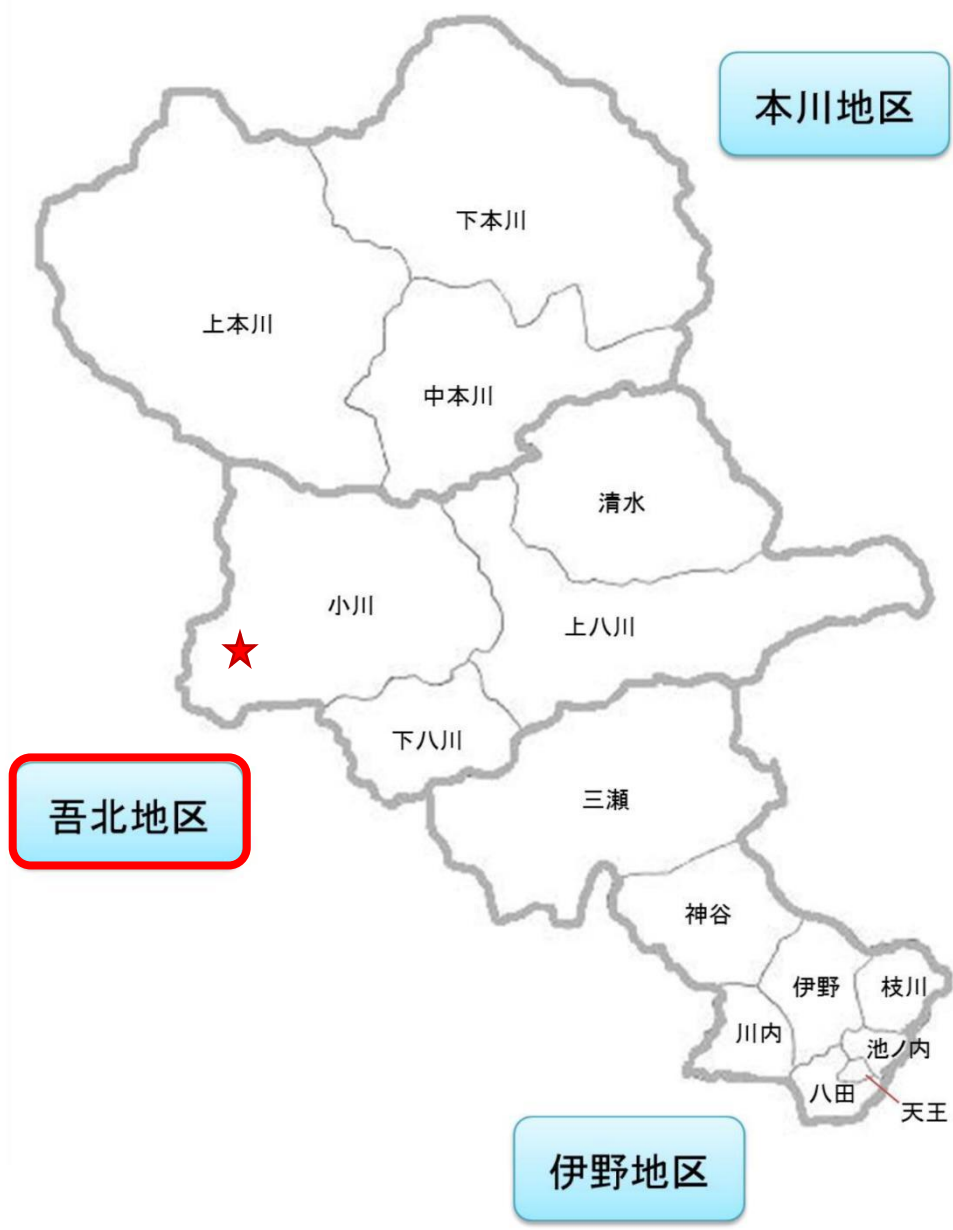 本川地区
下本川
上本川
中本川
清水
小川
上八川
下八川
吾北地区
三瀬
神谷
伊野
枝川
川内
池ノ内
八田
天王
伊野地区